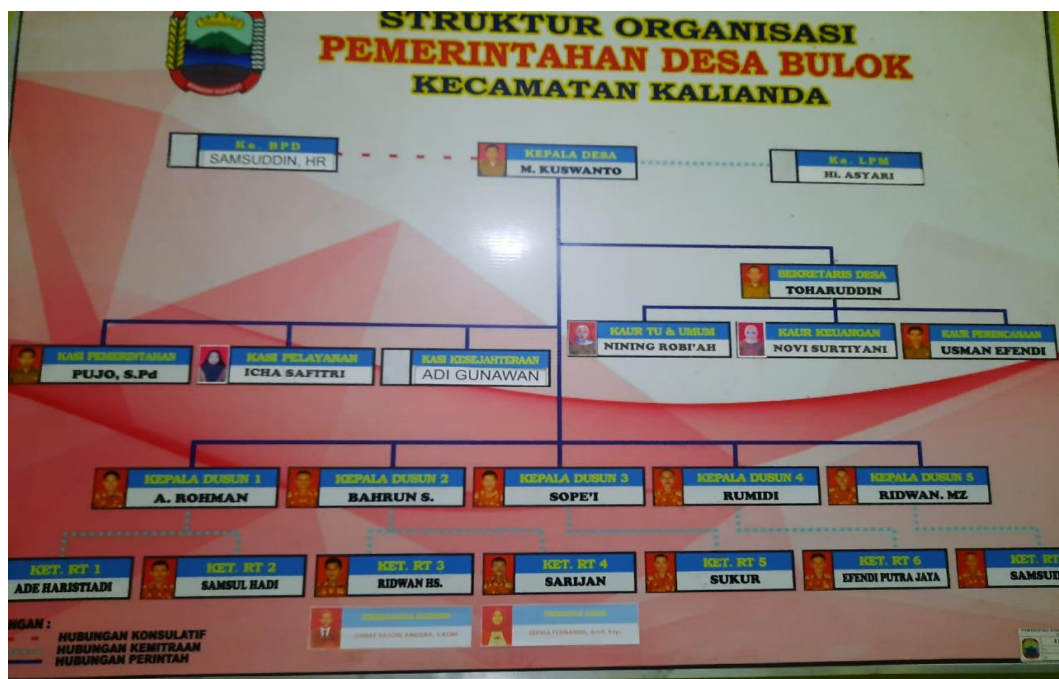 STRUKTUR ORGANISASI
PEMERINTAHAN DESA BULOK
KECAMATAN KALIANDA
Ka. BPD
SAMSUDDIN, HR
KEPALA DESA
M. KUSWANTO
Ka. LPM
Hi. ASYARI
SEKRETARIS DESA
TOHARUDDIN
KAUR TU & UMUM
NINING ROBI'AH
KAUR KEUANGAN
NOVI SURTIYANI
KAUR PERENCANAAN
USMAN EFENDI
KASI PEMERINTAHAN
PUJO, S.Pd
KASI PELAYANAN
ICHA SAFITRI
KASI KESEJAHTERAAN
ADI GUNAWAN
KEPALA DUSUN 1
A. ROHMAN
KEPALA DUSUN 2
BAHRUN S.
KEPALA DUSUN 3
SOPE'I
KEPALA DUSUN 4
RUMIDI
KEPALA DUSUN 5
RIDWAN. MZ
KET. RT 1
ADE HARISTIADI
KET. RT 2
SAMSUL HADI
KET. RT 3
RIDWAN HS.
KET. RT 4
SARIJAN
KET. RT 5
SUKUR
KET. RT 6
EFENDI PUTRA JAYA
KET. RT
SAMSUD
NGAN :
HUBUNGAN KONSULATIF
HUBUNGAN KEMITRAAN
HUBUNGAN PERINTAH